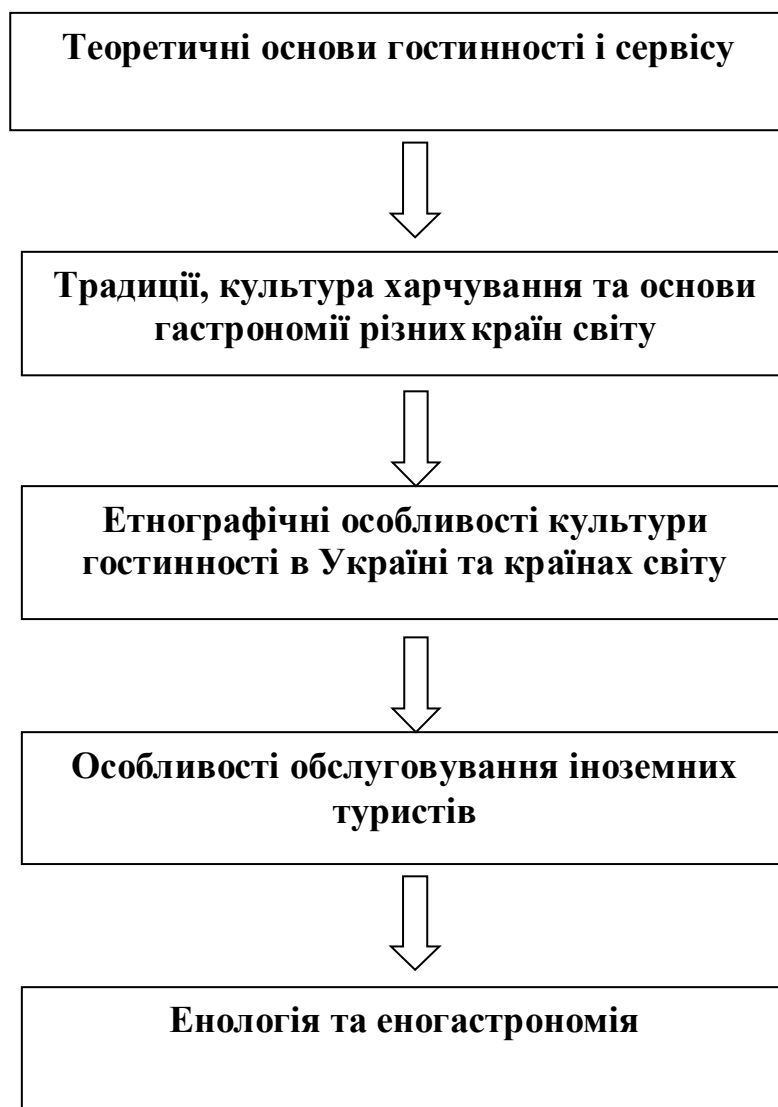 Теоретичні основи гостинності і сервісу
Традиції, культура харчування та основи
гастрономії різних країн світу
Етнографічні особливості культури
гостинності в Україні та країнах світу
Особливості обслуговування іноземних
туристів
Енологія та еногастрономія